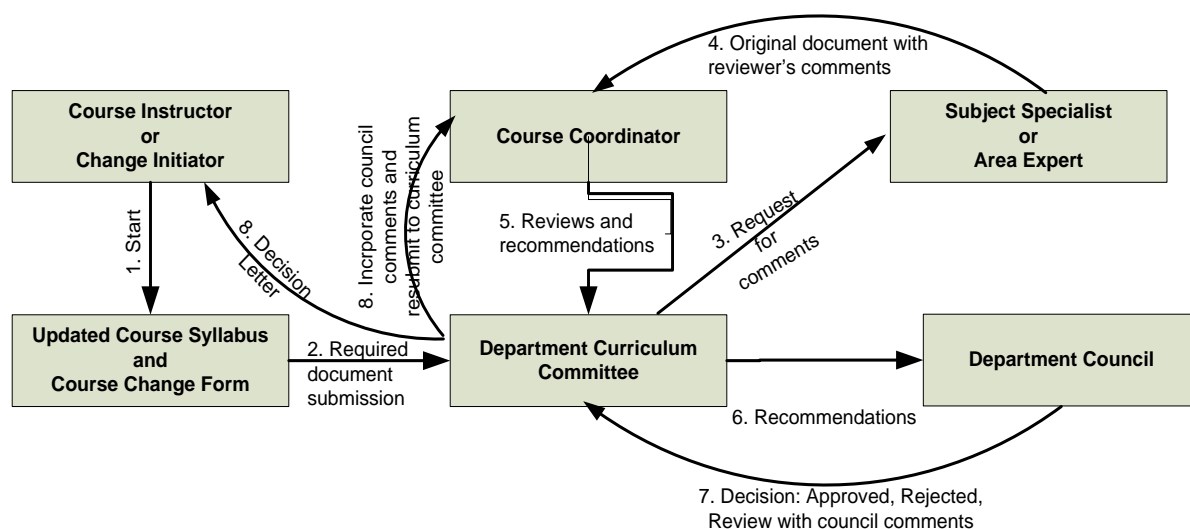 4. Original document with
reviewer's comments
Course Instructor
or
Change Initiator
Course Coordinator
Subject Specialist
or
Area Expert
1. Start
8. Decision
Letter
8. Incrporate council
comments and
resubmit to curriculum
committee
5. Reviews and
recommendations
3. Request
for
comments
Updated Course Syllabus
and
Course Change Form
2. Required
document
submission
Department Curriculum
Committee
Department Council
6. Recommendations
7. Decision: Approved, Rejected,
Review with council comments